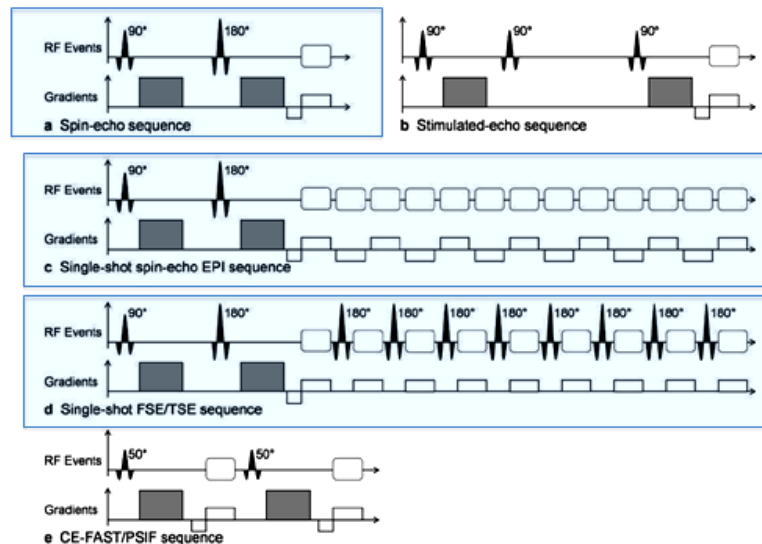 90° 180°
RF Events
Gradients
a Spin-echo sequence
90° 90° 90°
b Stimulated-echo sequence
90° 180°
RF Events
Gradients
c Single-shot spin-echo EPI sequence
90° 180° 180° 180° 180° 180° 180° 180° 180° 180°
RF Events
Gradients
d Single-shot FSE/TSE sequence
50° 50°
RF Events
Gradients
e CE-FAST/PSIF sequence